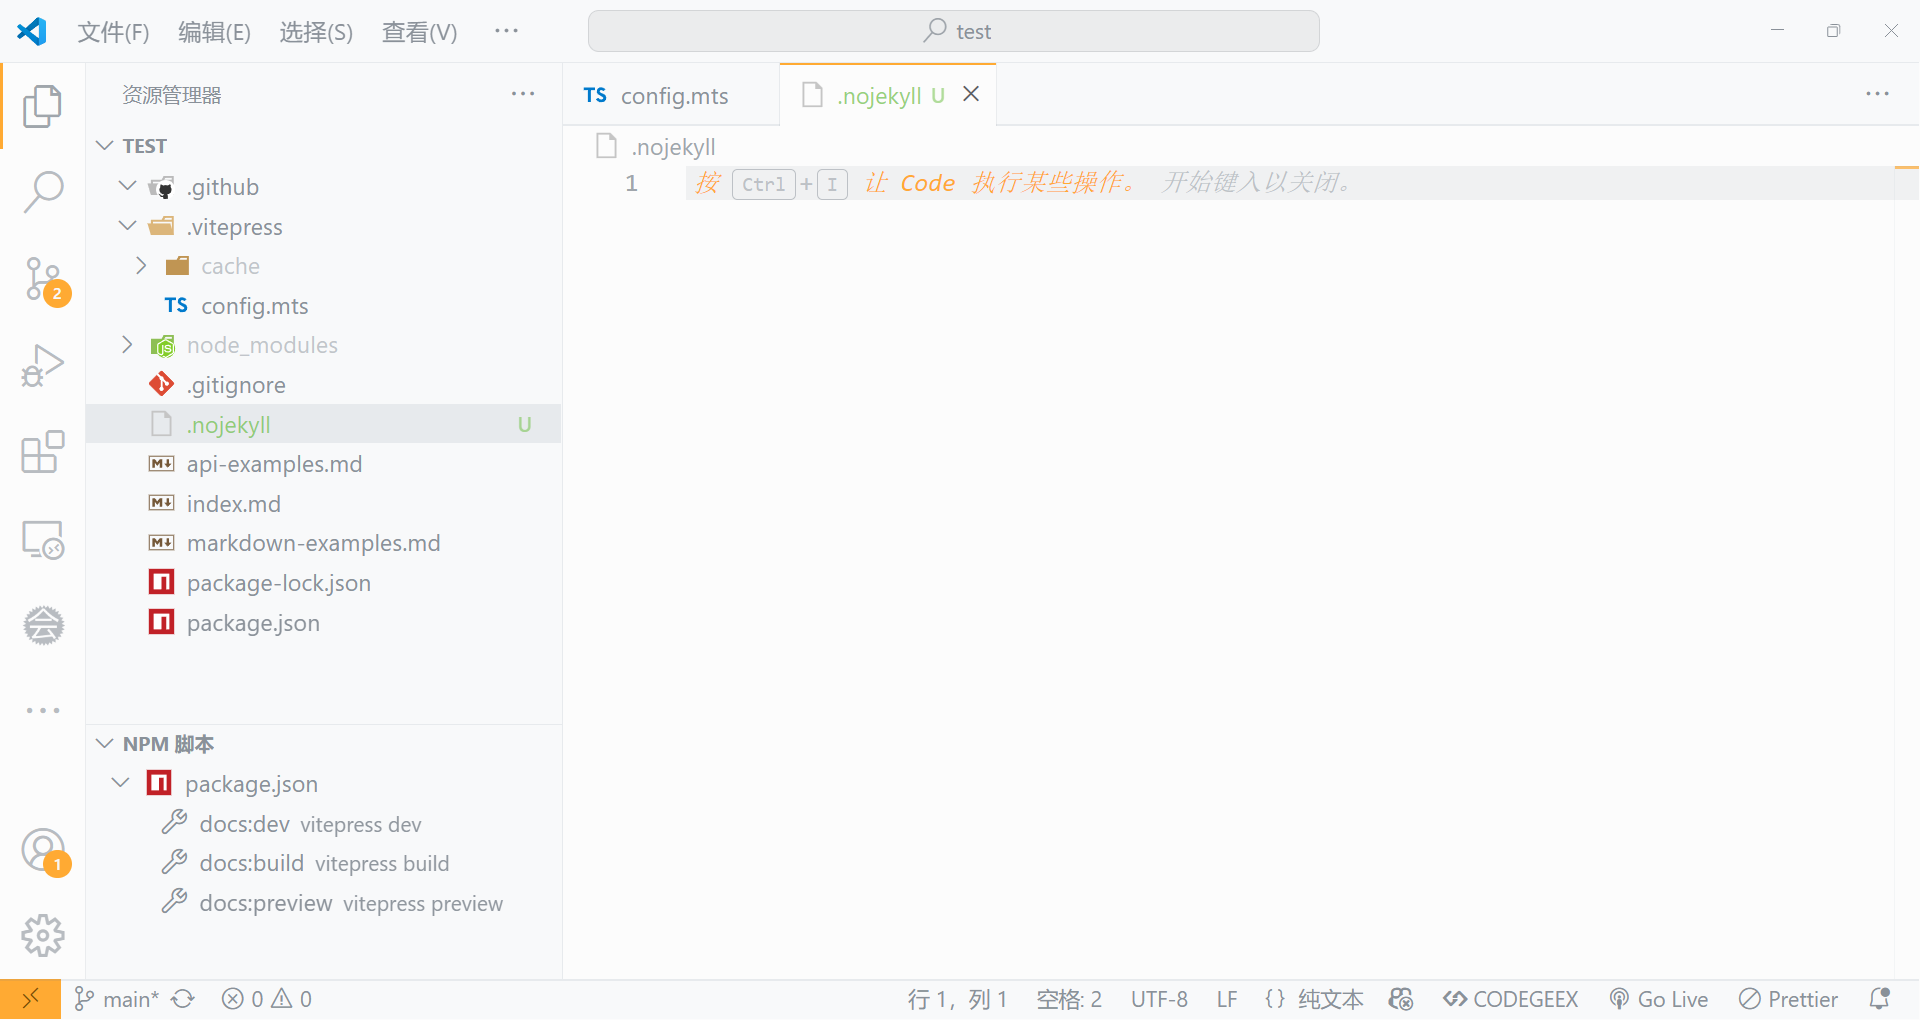 文件(F) 编辑(E) 选择(S) 查看(V) ··· test
资源管理器 ···
TEST
.github
.vitepress
cache
TS config.mts
node_modules
.gitignore
.nojekyll U
api-examples.md
index.md
markdown-examples.md
package-lock.json
package.json
NPM 脚本
package.json
docs:dev vitepress dev
docs:build vitepress build
docs:preview vitepress preview
2
1
TS config.mts .nojekyll U ···
.nojekyll
1 按 Ctrl+I 让 Code 执行某些操作。 开始键入以关闭。
main* 0 0 行 1，列 1 空格: 2 UTF-8 LF {} 纯文本 CODEGEEX Go Live Prettier